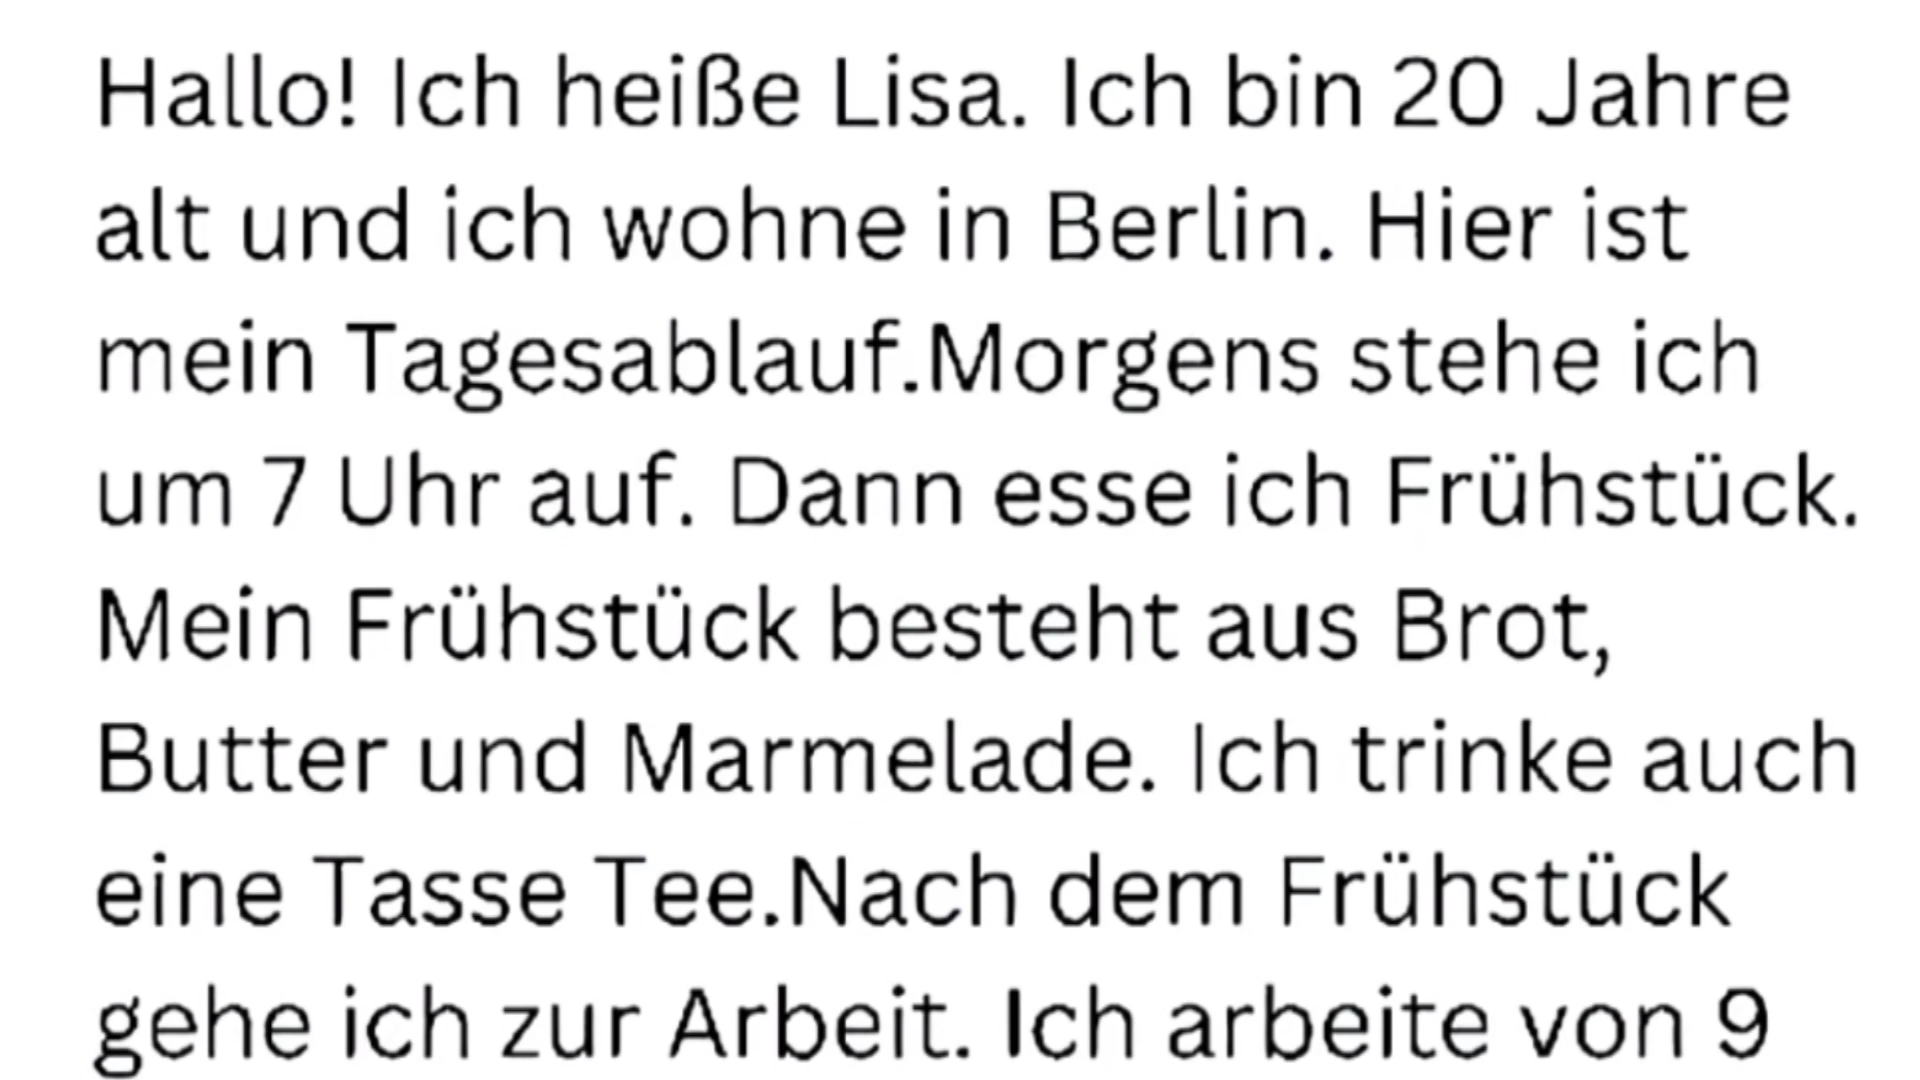 Hallo! Ich heiße Lisa. Ich bin 20 Jahre
alt und ich wohne in Berlin. Hier ist
mein Tagesablauf.Morgens stehe ich
um 7 Uhr auf. Dann esse ich Frühstück.
Mein Frühstück besteht aus Brot,
Butter und Marmelade. Ich trinke auch
eine Tasse Tee.Nach dem Frühstück
gehe ich zur Arbeit. Ich arbeite von 9